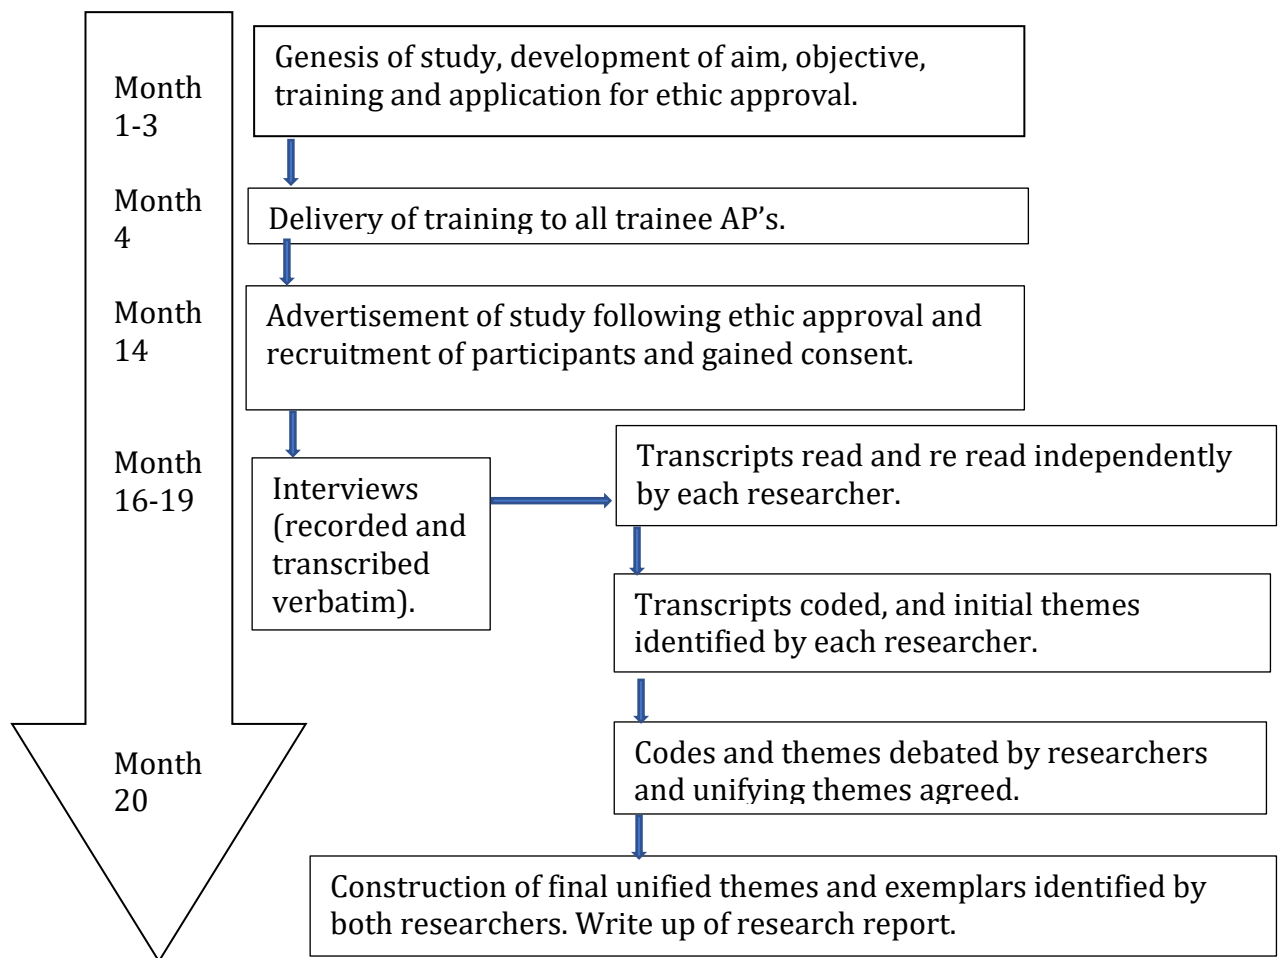 Month
1-3
Genesis of study, development of aim, objective,
training and application for ethic approval.
Month
4
Delivery of training to all trainee AP’s.
Month
14
Advertisement of study following ethic approval and
recruitment of participants and gained consent.
Month
16-19
Interviews
(recorded and
transcribed
verbatim).
Transcripts read and re read independently
by each researcher.
Transcripts coded, and initial themes
identified by each researcher.
Month
20
Codes and themes debated by researchers
and unifying themes agreed.
Construction of final unified themes and exemplars identified by
both researchers. Write up of research report.